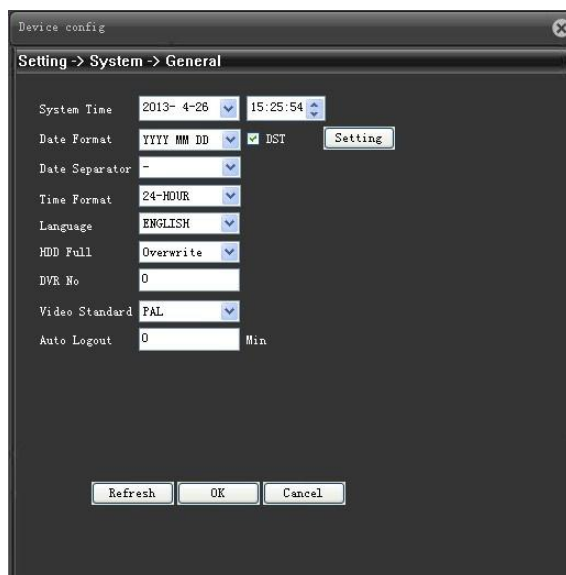 Device config
Setting -> System -> General
System Time 2013- 4-26 15:25:54
Date Format YYYY MM DD DST Setting
Date Separator -
Time Format 24-HOUR
Language ENGLISH
HDD Full Overwrite
DVR No 0
Video Standard PAL
Auto Logout 0 Min
Refresh OK Cancel